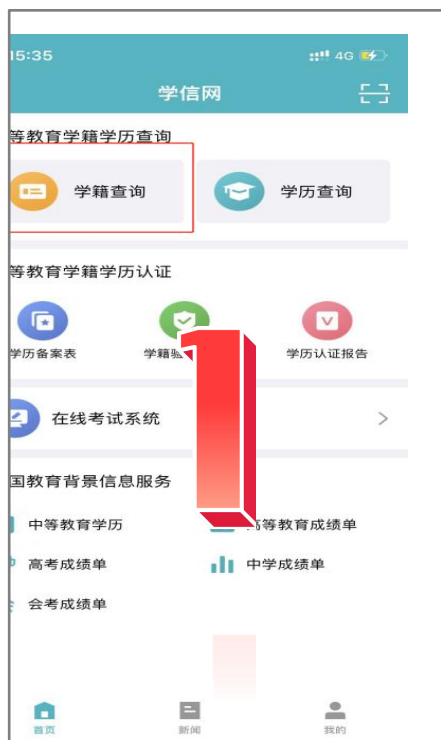 15:35 4G
学信网
等教育学籍学历查询
学籍查询 学历查询
等教育学籍学历认证
学历备案表 学籍验 学历认证报告
在线考试系统
1
国教育背景信息服务
中等教育学历 高等教育成绩单
高考成绩单 中学成绩单
会考成绩单
首页 新闻 我的